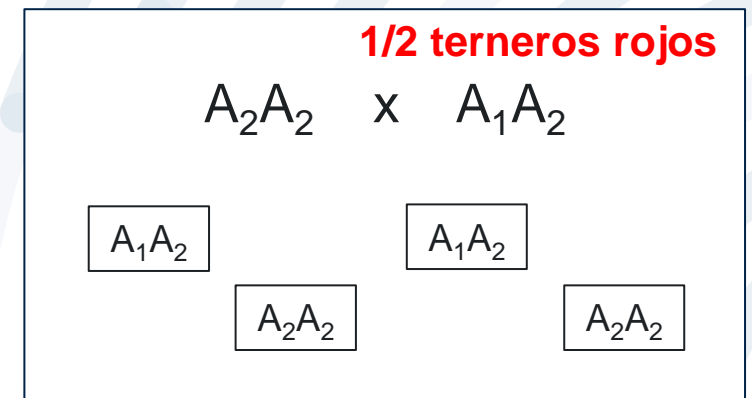 1/2 terneros rojos
A₂A₂ x A₁A₂
A₁A₂ A₁A₂
A₂A₂ A₂A₂